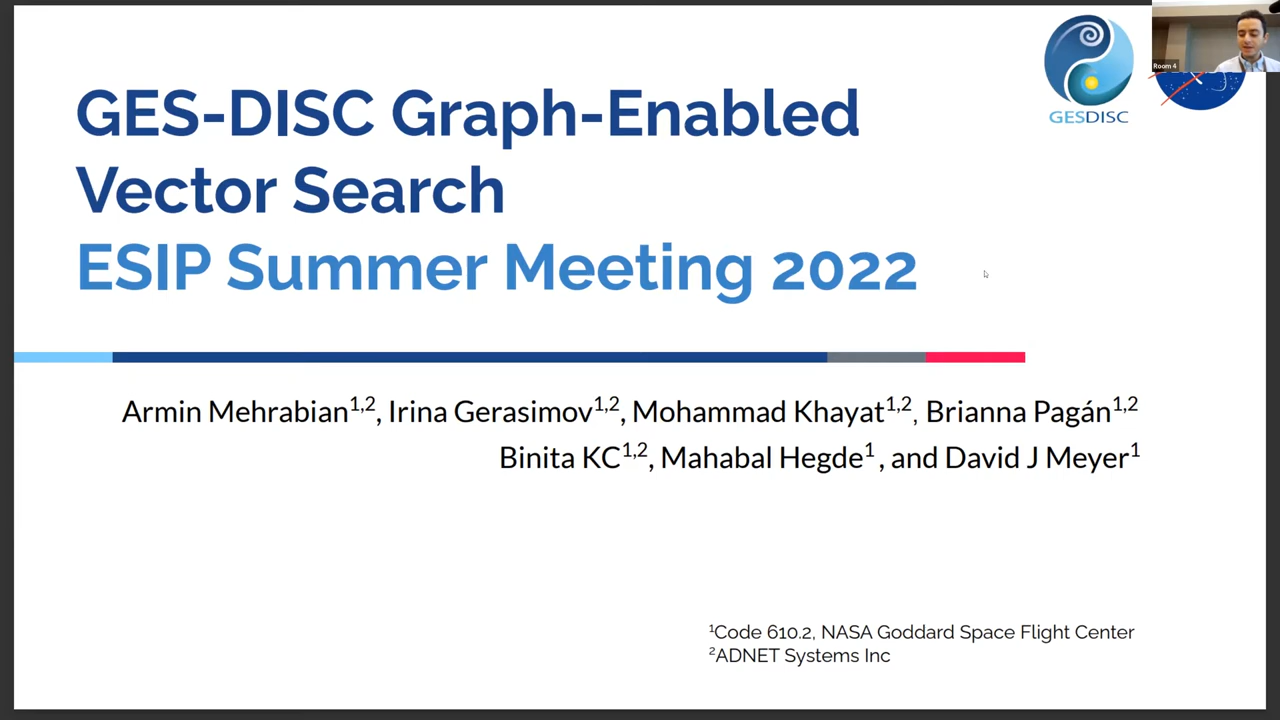 GES-DISC Graph-Enabled
Vector Search
ESIP Summer Meeting 2022
GESDISC
Room 4
Armin Mehrabian1,2, Irina Gerasimov1,2, Mohammad Khayat1,2, Brianna Pagán1,2
Binita KC1,2, Mahabal Hegde1 , and David J Meyer1
1Code 610.2, NASA Goddard Space Flight Center
2ADNET Systems Inc